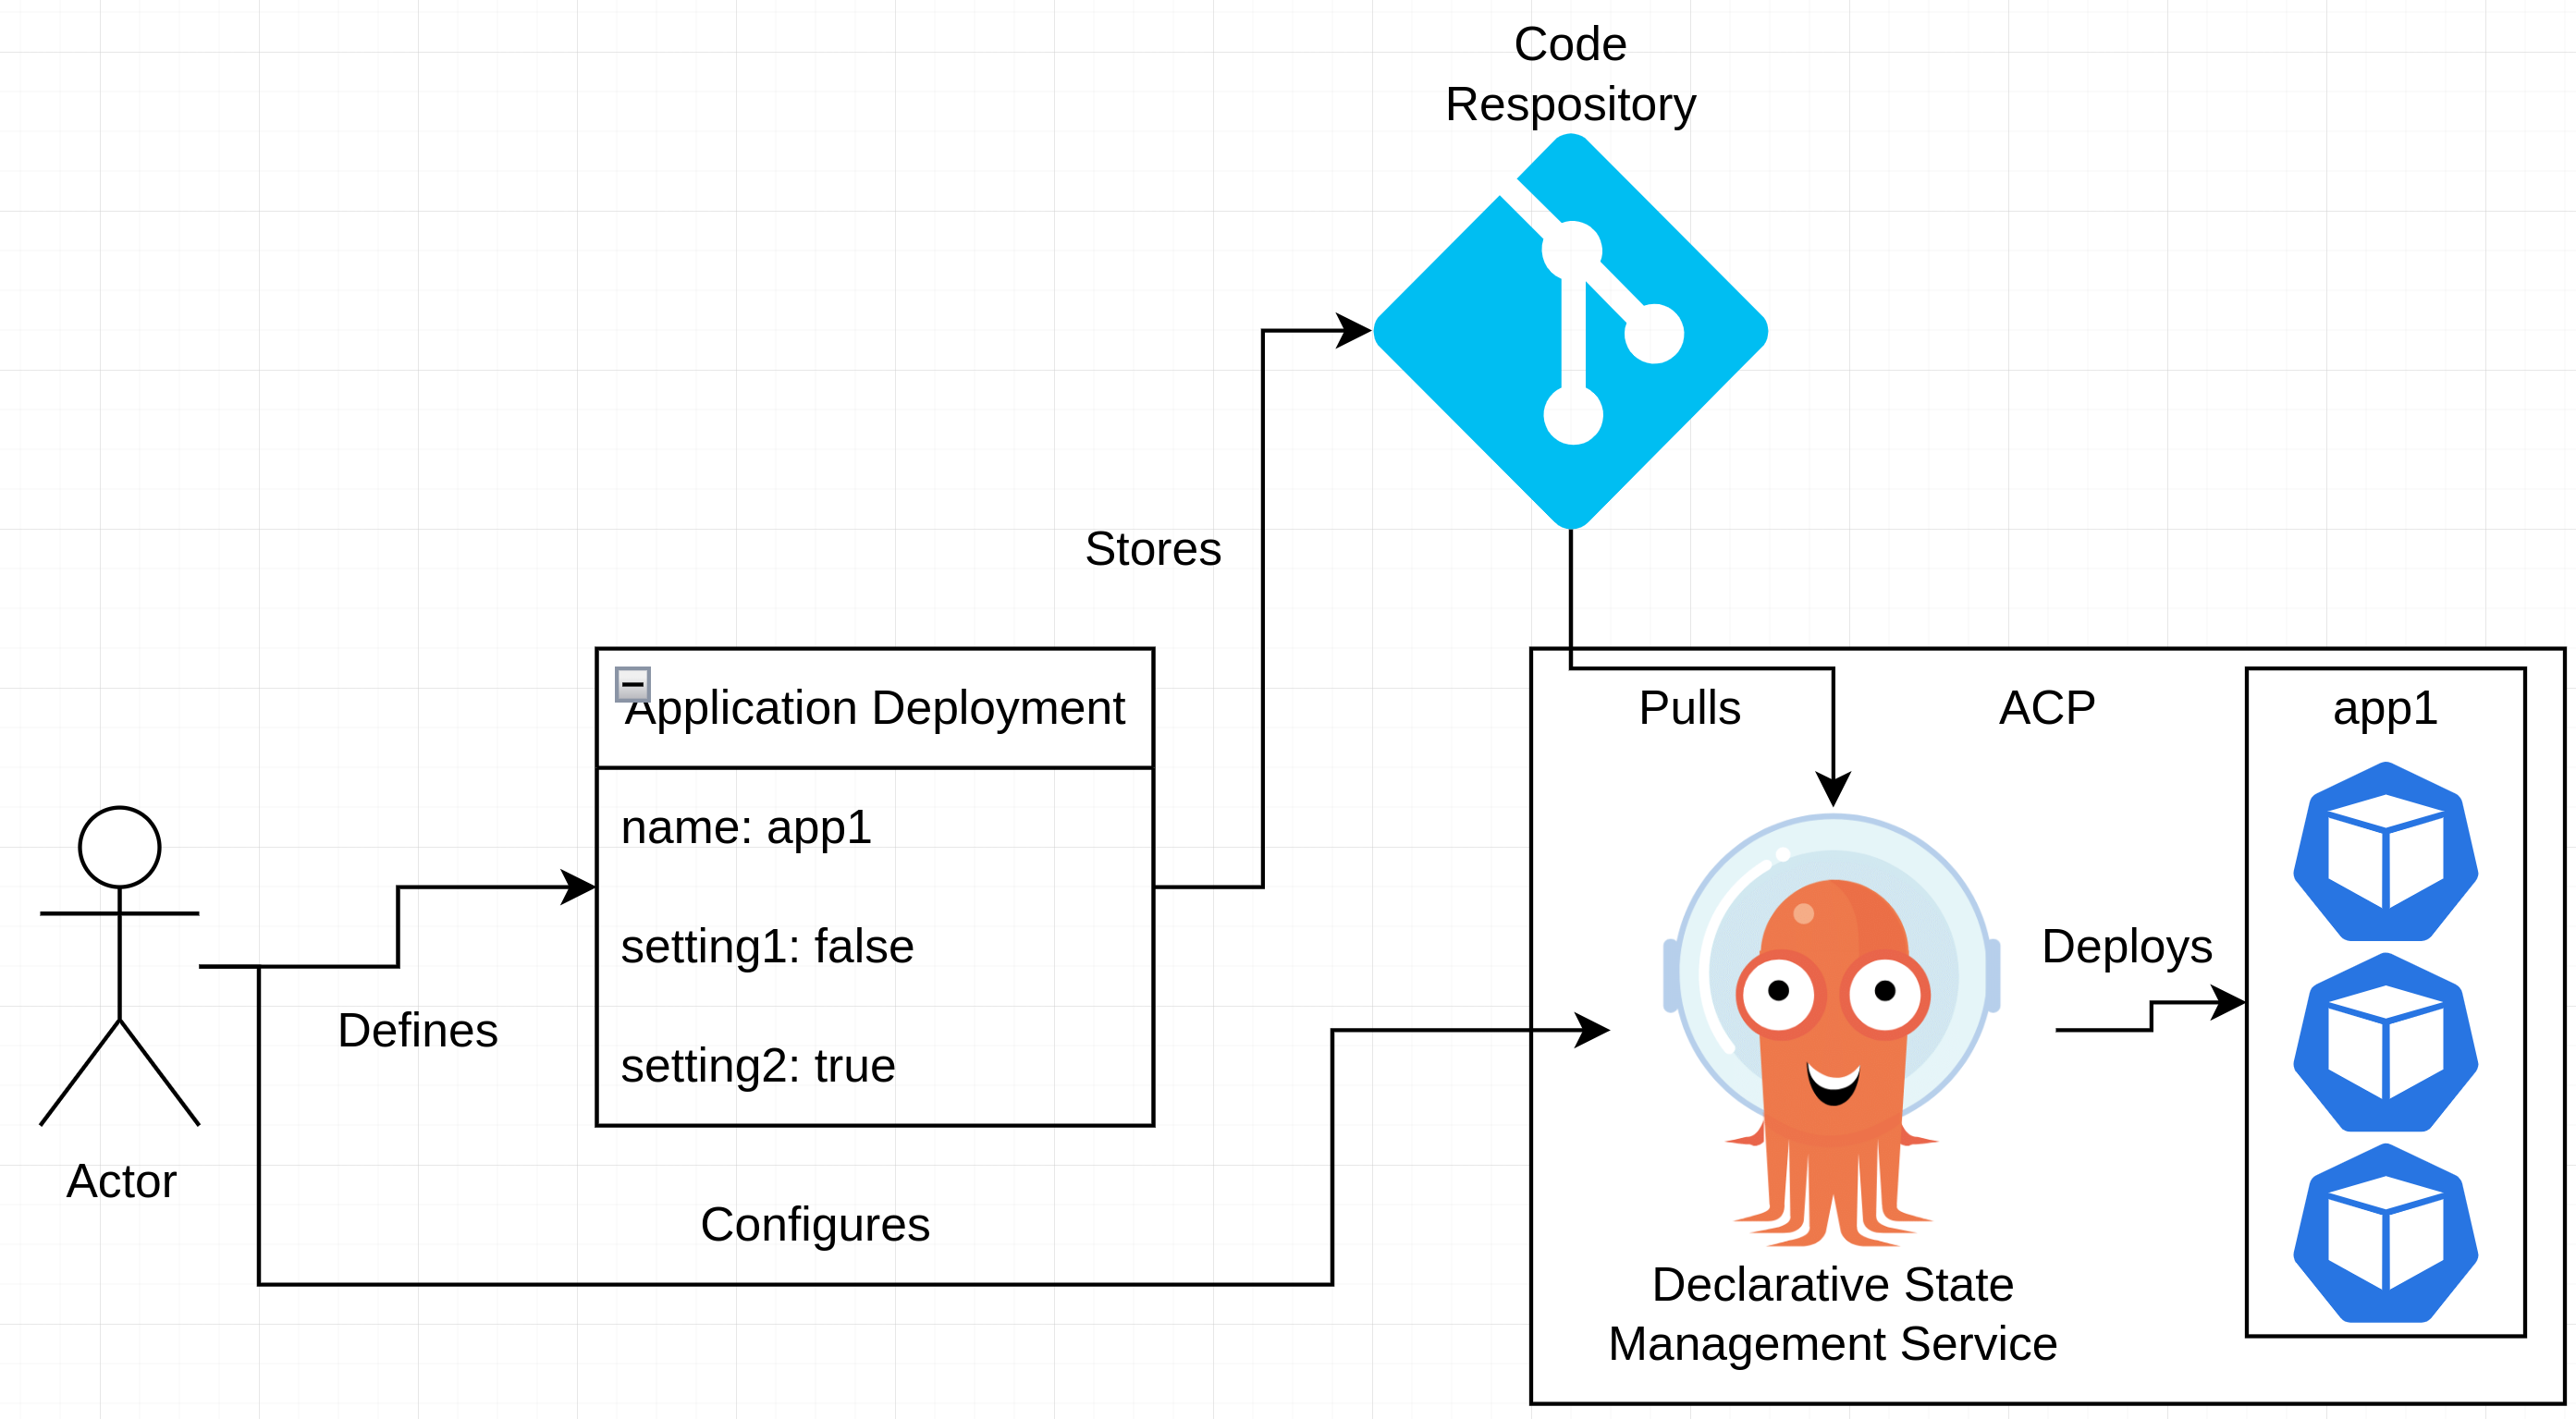 Code
Respository
Stores
Application Deployment
name: app1
setting1: false
setting2: true
Defines
Actor
Configures
Pulls
ACP
app1
Deploys
Declarative State
Management Service